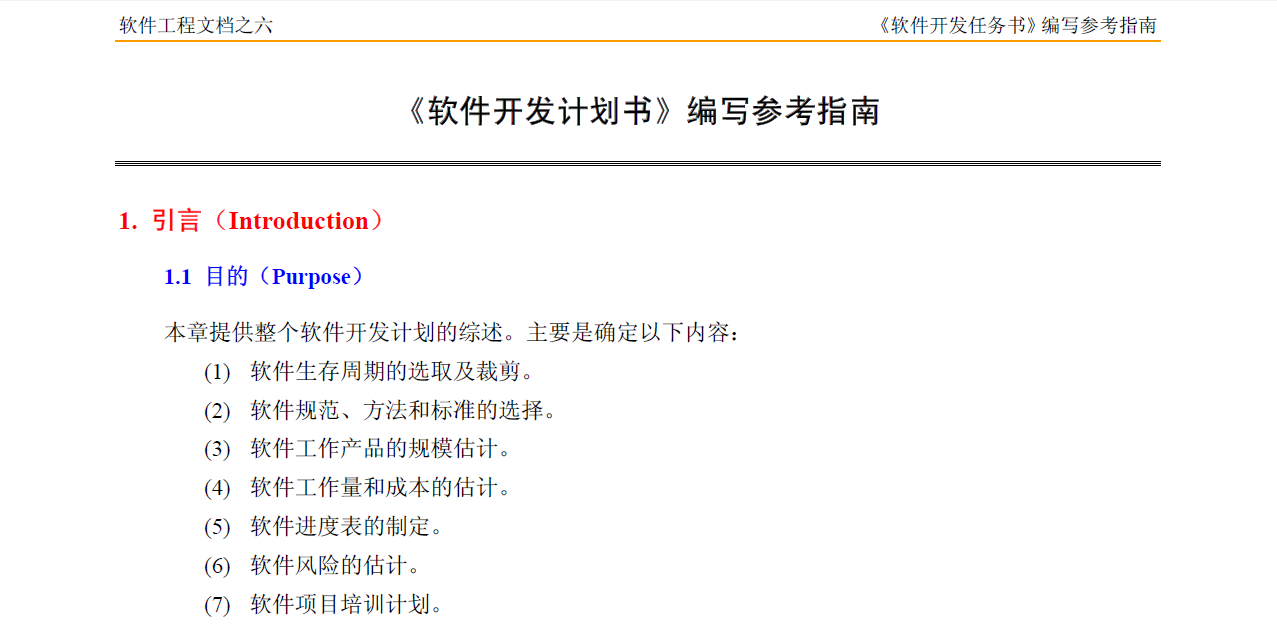 软件工程文档之六
《软件开发任务书》编写参考指南
《软件开发计划书》编写参考指南
1. 引言（Introduction）
1.1 目的（Purpose）
本章提供整个软件开发计划的综述。主要是确定以下内容：
(1) 软件生存周期的选取及裁剪。
(2) 软件规范、方法和标准的选择。
(3) 软件工作产品的规模估计。
(4) 软件工作量和成本的估计。
(5) 软件进度表的制定。
(6) 软件风险的估计。
(7) 软件项目培训计划。